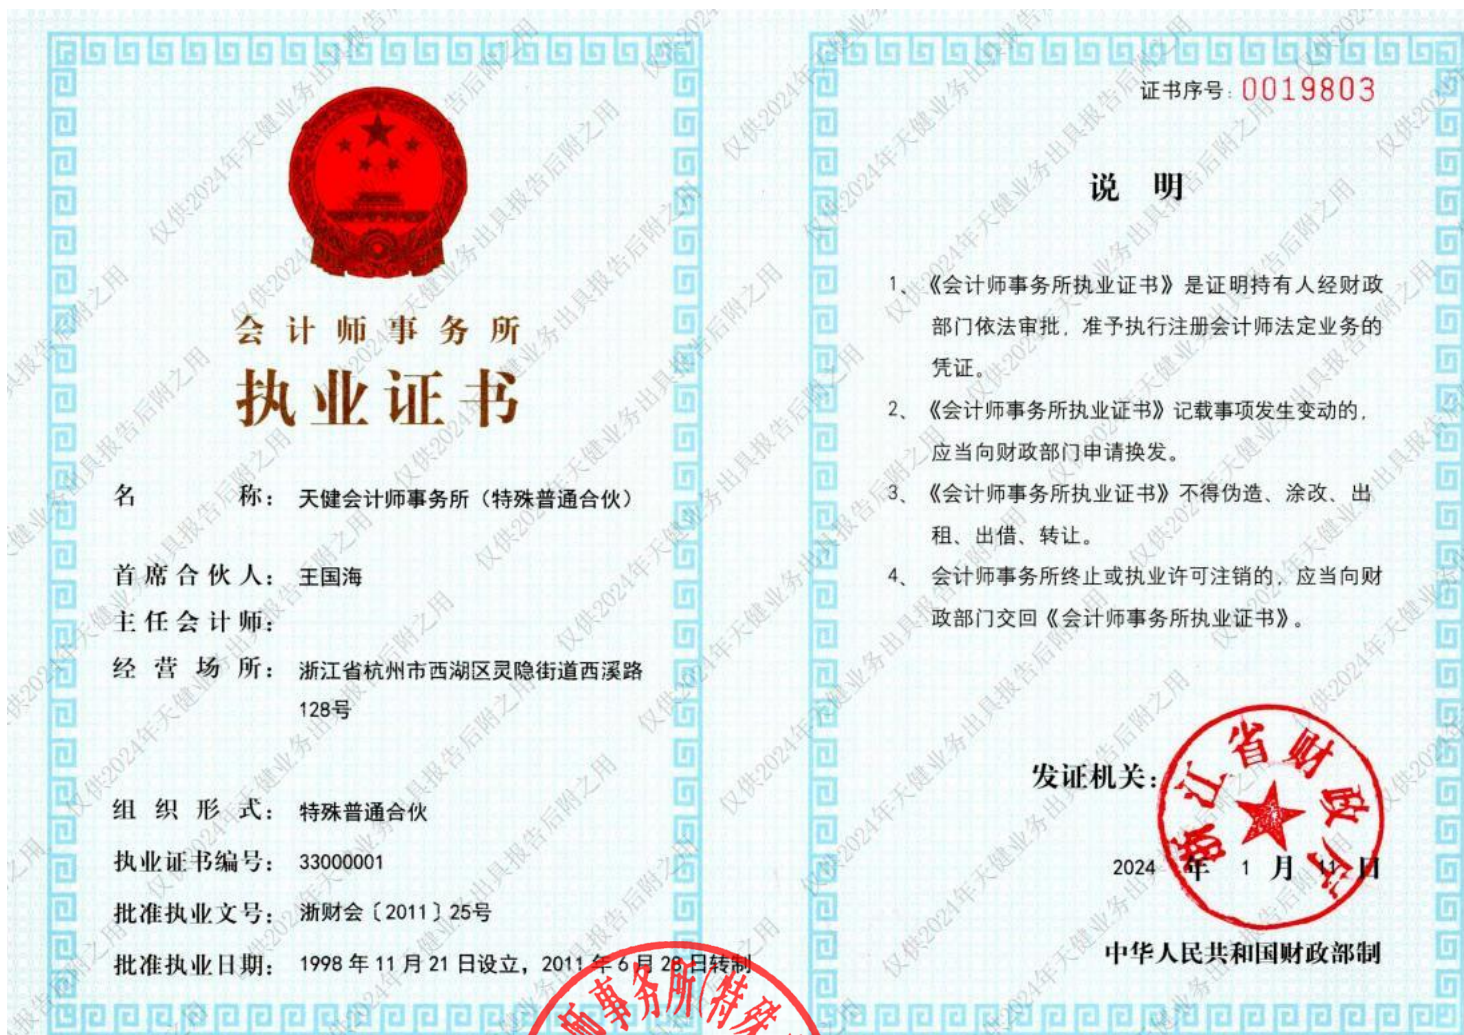 会计师事务所
执业证书
名称：天健会计师事务所（特殊普通合伙）
首席合伙人：王国海
主任会计师：
经营场所：浙江省杭州市西湖区灵隐街道西溪路
128号
组织形式：特殊普通合伙
执业证书编号：33000001
批准执业文号：浙财会〔2011〕25号
批准执业日期：1998年11月21日设立，2011年6月28日转制
师事务所(特殊
证书序号：0019803
说明
1、《会计师事务所执业证书》是证明持有人经财政
部门依法审批，准予执行注册会计师法定业务的
凭证。
2、《会计师事务所执业证书》记载事项发生变动的，
应当向财政部门申请换发。
3、《会计师事务所执业证书》不得伪造、涂改、出
租、出借、转让。
4、会计师事务所终止或执业许可注销的，应当向财
政部门交回《会计师事务所执业证书》。
发证机关：
浙江省财政厅
2024年1月11日
中华人民共和国财政部制
仅供2024年天健业务出具报告后附之用